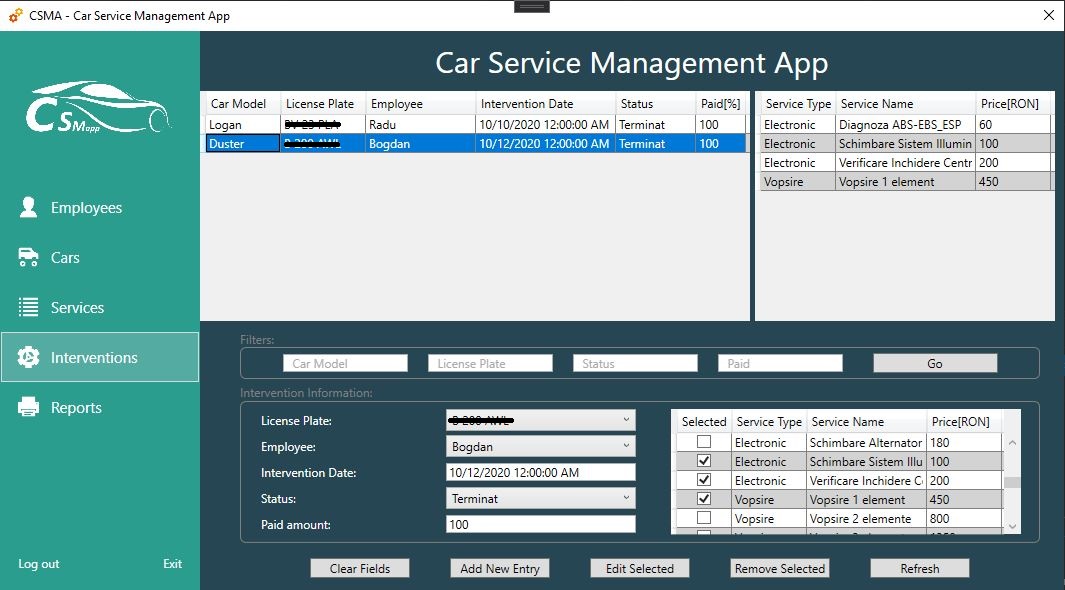 CSMA - Car Service Management App
Car Service Management App
CSMapp
Employees
Cars
Services
Interventions
Reports
Log out Exit
Car Model License Plate Employee Intervention Date Status Paid[%]
Logan Radu 10/10/2020 12:00:00 AM Terminat 100
Duster Bogdan 10/12/2020 12:00:00 AM Terminat 100
Service Type Service Name Price[RON]
Electronic Diagnoza ABS-EBS_ESP 60
Electronic Schimbare Sistem Illumin 100
Electronic Verificare Inchidere Centr 200
Vopsire Vopsire 1 element 450
Filters:
Car Model License Plate Status Paid Go
Intervention Information:
License Plate:
Employee: Bogdan
Intervention Date: 10/12/2020 12:00:00 AM
Status: Terminat
Paid amount: 100
Selected Service Type Service Name Price[RON]
Electronic Schimbare Alternator 180
Electronic Schimbare Sistem Illu 100
Electronic Verificare Inchidere C 200
Vopsire Vopsire 1 element 450
Vopsire Vopsire 2 elemente 800
Clear Fields Add New Entry Edit Selected Remove Selected Refresh